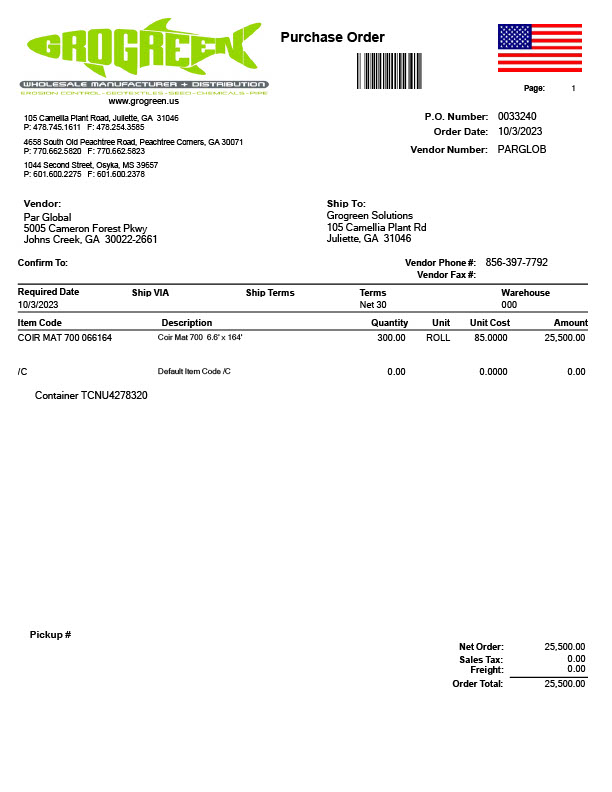 GROGREEN
Purchase Order
WHOLESALE MANUFACTURER + DISTRIBUTION
EROSION CONTROL-GEOTEXTILES-SEED-CHEMICALS-PIPE
www.grogreen.us
Page: 1
105 Camellia Plant Road, Juliette, GA 31046
P: 478.745.1611 F: 478.254.3585
4658 South Old Peachtree Road, Peachtree Corners, GA 30071
P: 770.662.5820 F: 770.662.5823
1044 Second Street, Osyka, MS 39657
P: 601.600.2275 F: 601.600.2378
P.O. Number: 0033240
Order Date: 10/3/2023
Vendor Number: PARGLOB
Vendor:
Par Global
5005 Cameron Forest Pkwy
Johns Creek, GA 30022-2661
Ship To:
Grogreen Solutions
105 Camellia Plant Rd
Juliette, GA 31046
Confirm To:
Vendor Phone #: 856-397-7792
Vendor Fax #:
Required Date Ship VIA Ship Terms Terms Warehouse
10/3/2023 Net 30 000
Item Code Description Quantity Unit Unit Cost Amount
COIR MAT 700 066164 Coir Mat 700 6.6' x 164' 300.00 ROLL 85.0000 25,500.00
/C Default Item Code /C 0.00 0.0000 0.00
Container TCNU4278320
Pickup #
Net Order: 25,500.00
Sales Tax: 0.00
Freight: 0.00
Order Total: 25,500.00